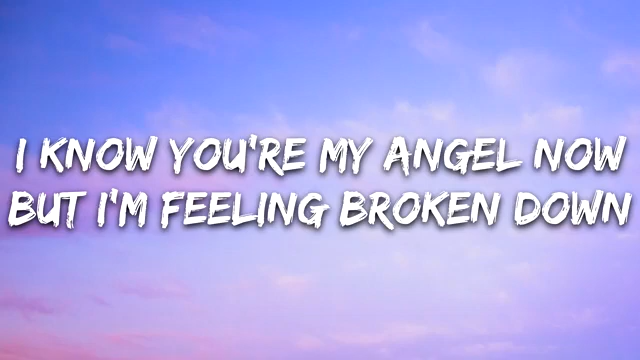 I KNOW YOU'RE MY ANGEL NOW
BUT I'M FEELING BROKEN DOWN